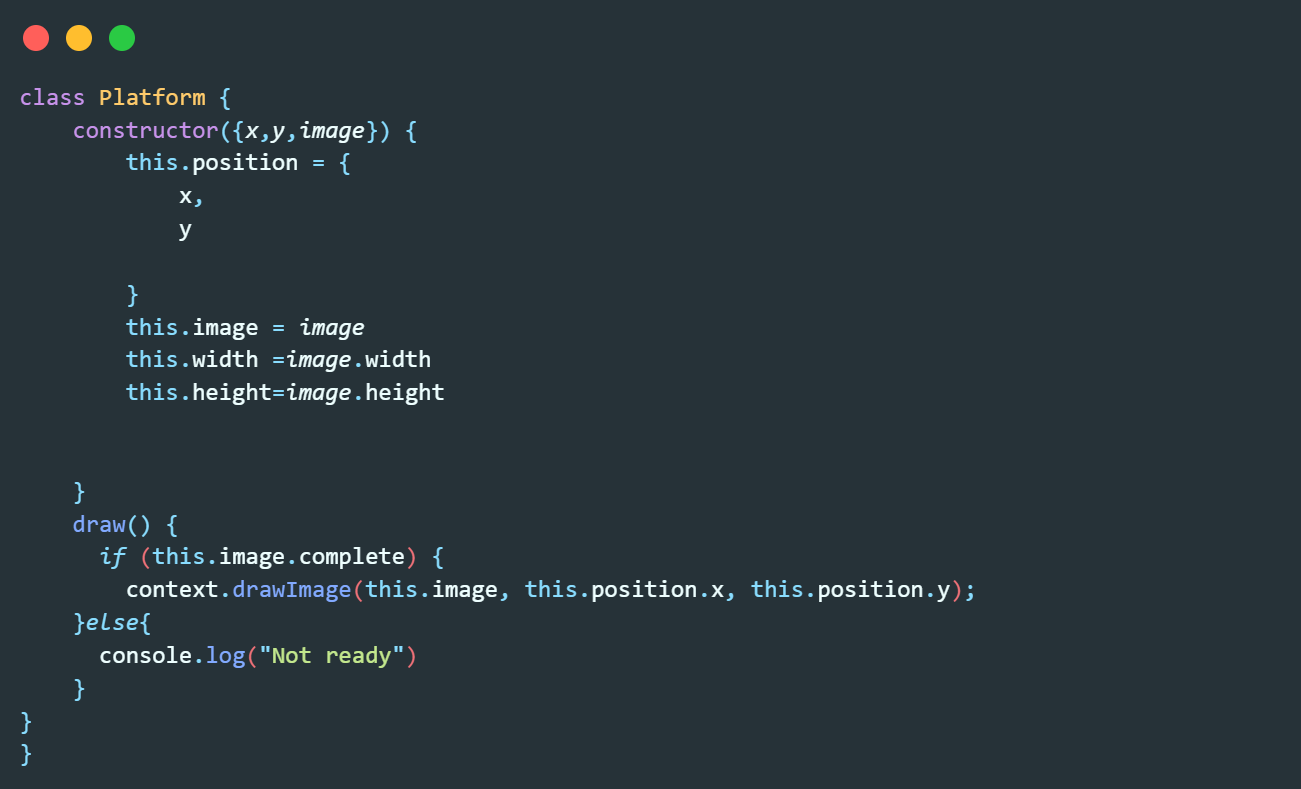 class Platform {
    constructor({x,y,image}) {
        this.position = {
            x,
            y

        }
        this.image = image
        this.width =image.width
        this.height=image.height


    }
    draw() {
      if (this.image.complete) {
        context.drawImage(this.image, this.position.x, this.position.y);
    }else{
      console.log("Not ready")
    }
}
}